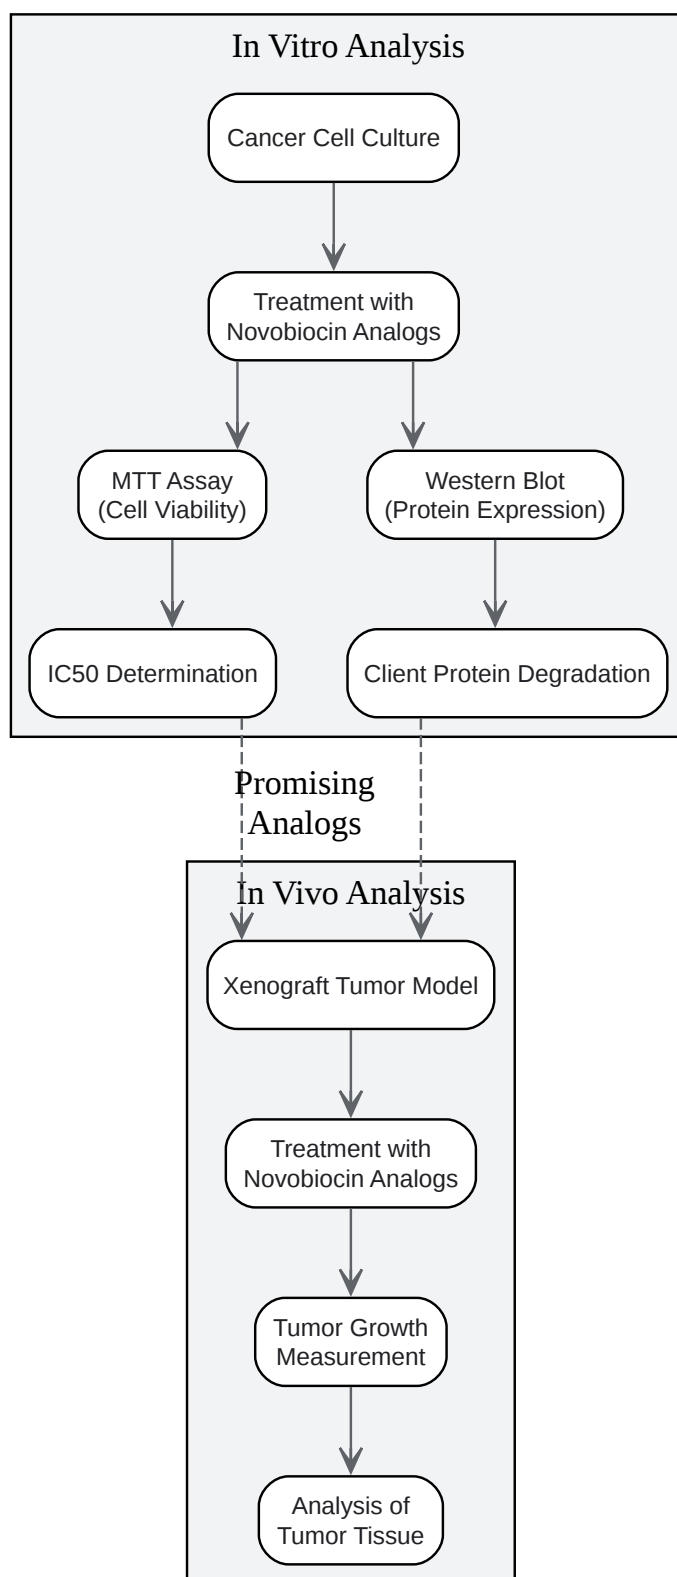 In Vitro Analysis
Cancer Cell Culture
Treatment with
Novobiocin Analogs
MTT Assay
(Cell Viability)
Western Blot
(Protein Expression)
IC50 Determination
Client Protein Degradation
Promising
Analogs
In Vivo Analysis
Xenograft Tumor Model
Treatment with
Novobiocin Analogs
Tumor Growth
Measurement
Analysis of
Tumor Tissue